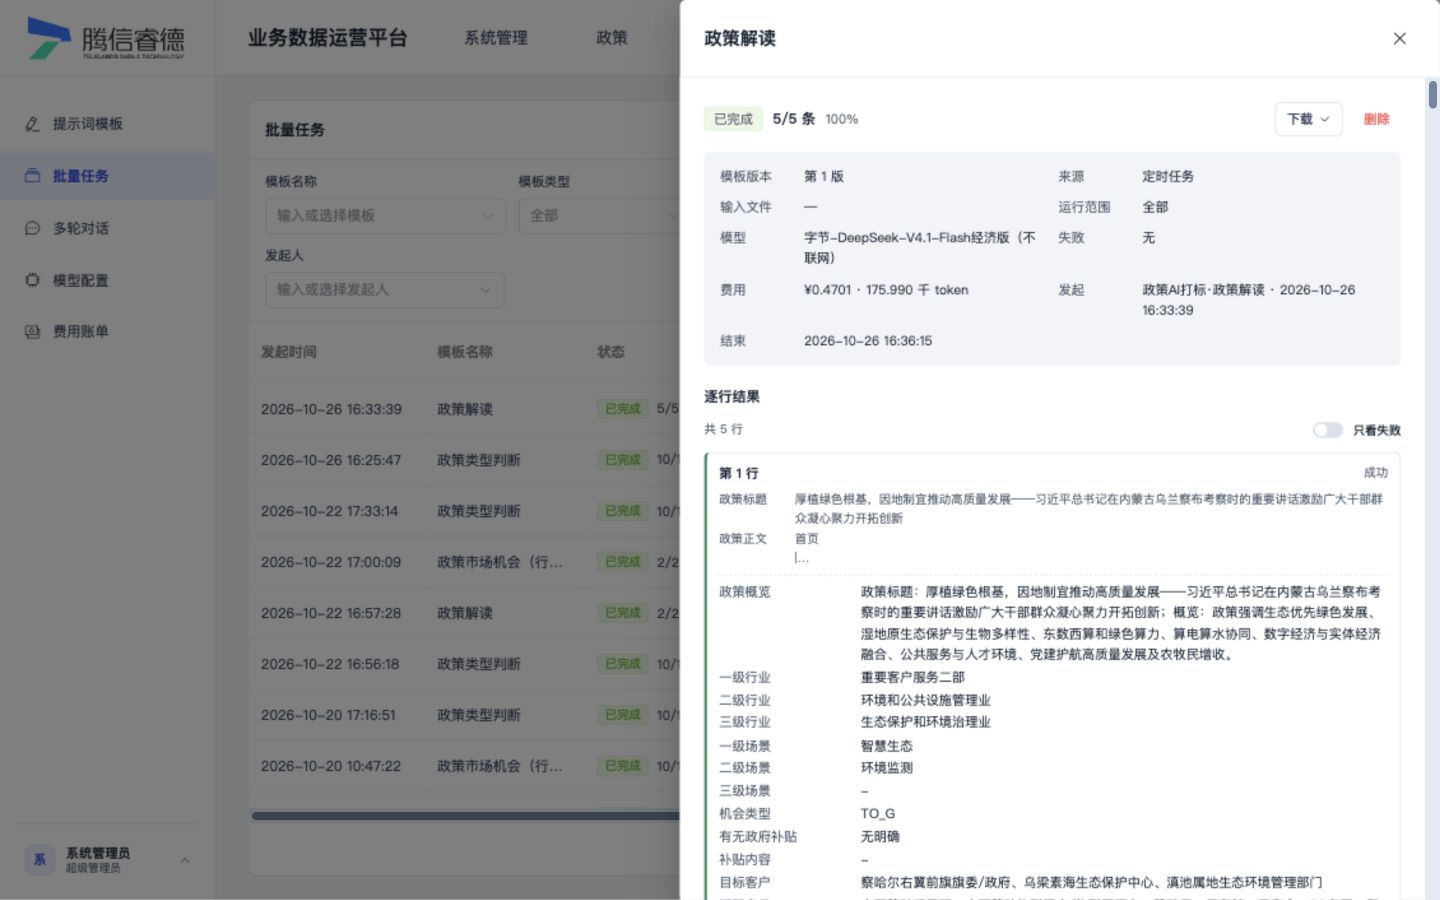 腾信睿德
TELELANDS DATA & TECHNOLOGY
业务数据运营平台
系统管理
政策
提示词模板
批量任务
多轮对话
模型配置
费用账单
系
系统管理员
超级管理员
批量任务
模板名称
模板类型
输入或选择模板
全部
发起人
输入或选择发起人
发起时间 模板名称 状态
2026-10-26 16:33:39 政策解读 已完成 5/5
2026-10-26 16:25:47 政策类型判断 已完成 10/1
2026-10-22 17:33:14 政策类型判断 已完成 10/1
2026-10-22 17:00:09 政策市场机会（行... 已完成 2/2
2026-10-22 16:57:28 政策解读 已完成 2/2
2026-10-22 16:56:18 政策类型判断 已完成 10/1
2026-10-20 17:16:51 政策类型判断 已完成 10/1
2026-10-20 10:47:22 政策市场机会（行... 已完成 10/1
政策解读
已完成 5/5 条 100%
下载
删除
模板版本 第 1 版 来源 定时任务
输入文件 — 运行范围 全部
模型 字节-DeepSeek-V4.1-Flash经济版（不
联网） 失败 无
费用 ¥0.4701 · 175.990 千 token 发起 政策AI打标·政策解读 · 2026-10-26
16:33:39
结束 2026-10-26 16:36:15
逐行结果
共 5 行
只看失败
第 1 行 成功
政策标题 厚植绿色根基，因地制宜推动高质量发展——习近平总书记在内蒙古乌兰察布考察时的重要讲话激励广大干部群
众凝心聚力开拓创新
政策正文 首页
|...
政策概览 政策标题：厚植绿色根基，因地制宜推动高质量发展——习近平总书记在内蒙古乌兰察布考
察时的重要讲话激励广大干部群众凝心聚力开拓创新；概览：政策强调生态优先绿色发展、
湿地原生态保护与生物多样性、东数西算和绿色算力、算电算水协同、数字经济与实体经济
融合、公共服务与人才环境、党建护航高质量发展及农牧民增收。
一级行业 重要客户服务二部
二级行业 环境和公共设施管理业
三级行业 生态保护和环境治理业
一级场景 智慧生态
二级场景 环境监测
三级场景 –
机会类型 TO_G
有无政府补贴 无明确
补贴内容 –
目标客户 察哈尔右翼前旗旗委/政府、乌梁素海生态保护中心、滇池属地生态环境管理部门